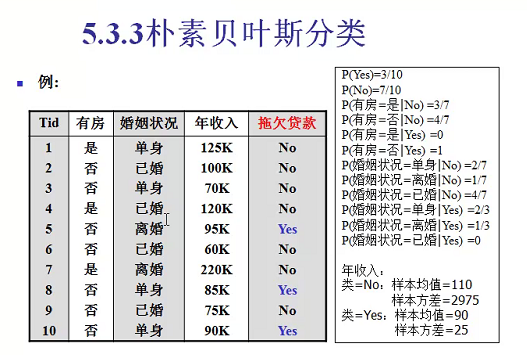 5.3.3朴素贝叶斯分类
例:
Tid 有房 婚姻状况 年收入 拖欠贷款
1 是 单身 125K No
2 否 已婚 100K No
3 否 单身 70K No
4 是 已婚 120K No
5 否 离婚 95K Yes
6 否 已婚 60K No
7 是 离婚 220K No
8 否 单身 85K Yes
9 否 已婚 75K No
10 否 单身 90K Yes
P(Yes)=3/10
P(No)=7/10
P(有房=是|No) =3/7
P(有房=否|No) =4/7
P(有房=是|Yes) =0
P(有房=否|Yes) =1
P(婚姻状况=单身|No) =2/7
P(婚姻状况=离婚|No) =1/7
P(婚姻状况=已婚|No) =4/7
P(婚姻状况=单身|Yes) =2/3
P(婚姻状况=离婚|Yes) =1/3
P(婚姻状况=已婚|Yes) =0
年收入:
类=No: 样本均值=110
样本方差=2975
类=Yes: 样本均值=90
样本方差=25